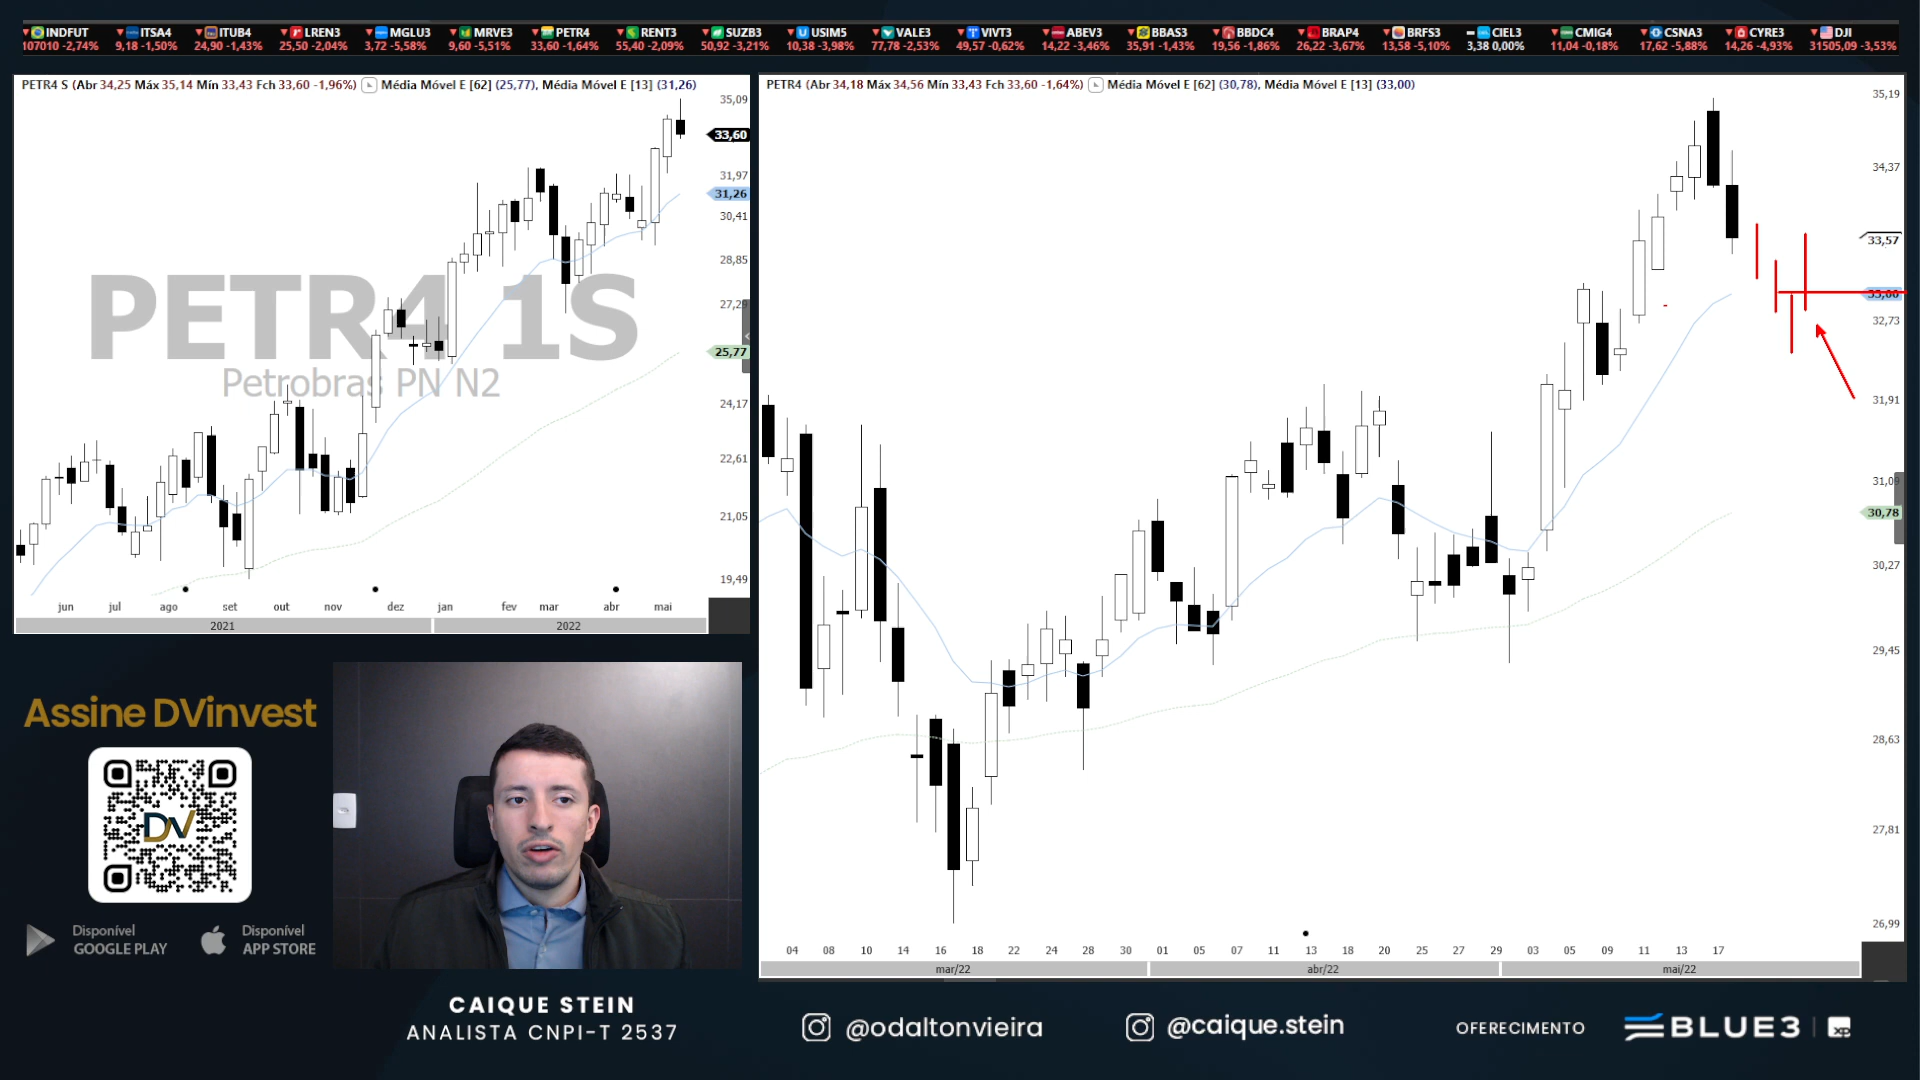 INDFUT ITSA4 ITUB4 LREN3 MGLU3 MRVE3 PETR4 RENT3 SUZB3 USIM5 VALE3 VIVT3 ABEV3 BBAS3 BBDC4 BRAP4 BRFS3 CIEL3 CMIG4 CSNA3 CYRE3 DJI
107010 -2,74% 9,18 -1,50% 24,90 -1,43% 25,50 -2,04% 3,72 -5,58% 9,60 -5,51% 33,60 -1,64% 55,40 -2,09% 50,92 -3,21% 10,38 -3,98% 77,78 -2,53% 49,57 -0,62% 14,22 -3,46% 35,91 -1,43% 19,56 -1,86% 26,22 -3,67% 13,58 -5,10% 3,38 0,00% 11,04 -0,18% 17,62 -5,88% 14,26 -4,93% 31505,09 -3,53%
PETR4 S (Abr 34,25 Máx 35,14 Mín 33,43 Fch 33,60 -1,96%) Média Móvel E [62] (25,77), Média Móvel E [13] (31,26)
35,09
33,60
31,97
31,26
30,41
28,85
27,29
25,77
24,17
22,61
21,05
19,49
PETR4 1S
Petrobras PN N2
jun jul ago set out nov dez jan fev mar abr mai
2021 2022
PETR4 (Abr 34,18 Máx 34,56 Mín 33,43 Fch 33,60 -1,64%) Média Móvel E [62] (30,78), Média Móvel E [13] (33,00)
35,19
34,37
33,57
33,00
32,73
31,91
31,09
30,78
30,27
29,45
28,63
27,81
26,99
04 08 10 14 16 18 22 24 28 30 01 05 07 11 13 18 20 25 27 29 03 05 09 11 13 17
mar/22 abr/22 mai/22
Assine DVinvest
DV
Disponível
GOOGLE PLAY
Disponível
APP STORE
CAIQUE STEIN
ANALISTA CNPI-T 2537
@odaltonvieira
@caique.stein
OFERECIMENTO
BLUE3
xp